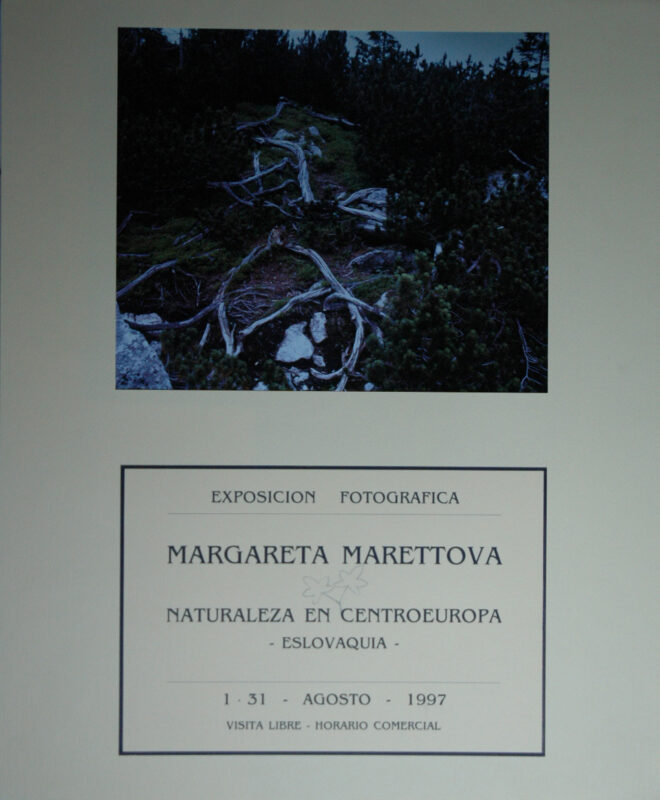 EXPOSICION FOTOGRAFICA
MARGARETA MARETTOVA
NATURALEZA EN CENTROEUROPA
- ESLOVAQUIA -
1 · 31 - AGOSTO - 1997
VISITA LIBRE - HORARIO COMERCIAL